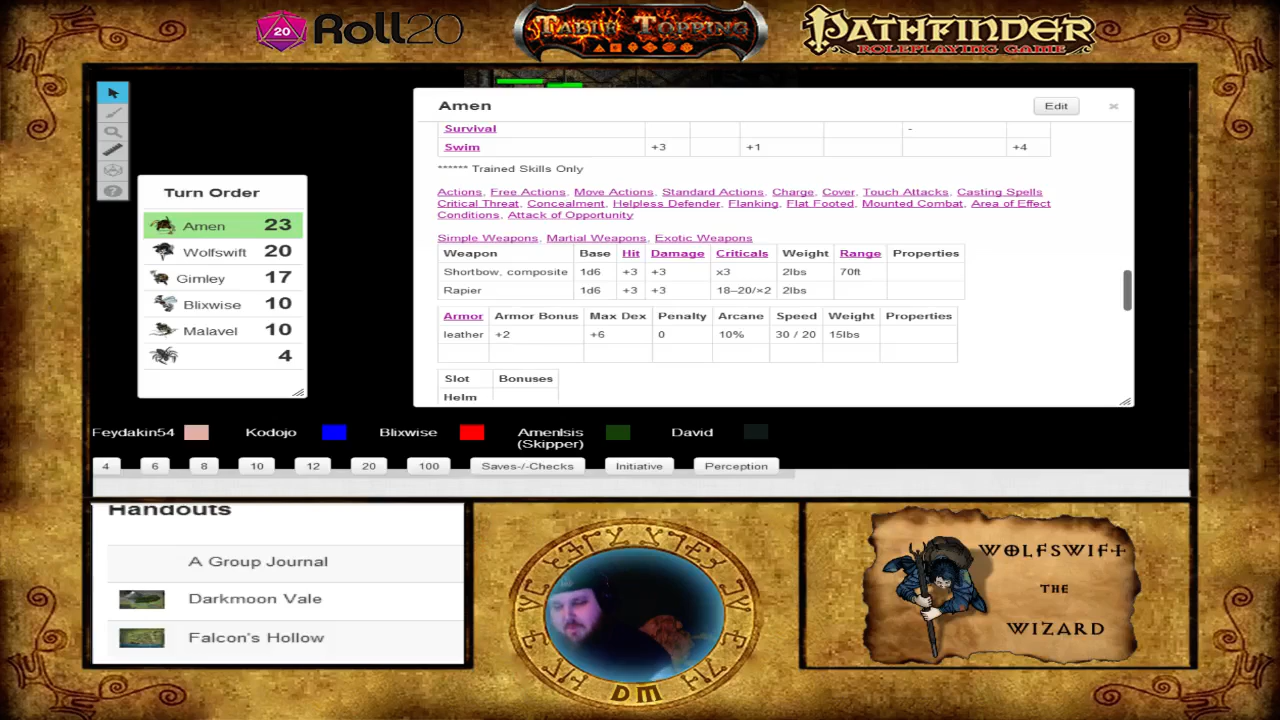 20 Roll20
TABLE TOPPING
PATHFINDER
ROLEPLAYING GAME
Amen
Edit
×
Survival -
Swim +3 +1 +4
****** Trained Skills Only
Actions, Free Actions, Move Actions, Standard Actions, Charge, Cover, Touch Attacks, Casting Spells
Critical Threat, Concealment, Helpless Defender, Flanking, Flat Footed, Mounted Combat, Area of Effect
Conditions, Attack of Opportunity
Simple Weapons, Martial Weapons, Exotic Weapons
Weapon Base Hit Damage Criticals Weight Range Properties
Shortbow, composite 1d6 +3 +3 x3 2lbs 70ft
Rapier 1d6 +3 +3 18–20/×2 2lbs
Armor Armor Bonus Max Dex Penalty Arcane Speed Weight Properties
leather +2 +6 0 10% 30 / 20 15lbs
Slot Bonuses
Helm
?
Turn Order
Amen 23
Wolfswift 20
Gimley 17
Blixwise 10
Malavel 10
4
Feydakin54 Kodojo Blixwise AmenIsis David
(Skipper)
4 6 8 10 12 20 100 Saves-/-Checks Initiative Perception
Handouts
A Group Journal
Darkmoon Vale
Falcon's Hollow
DM
WOLFSWIFT
THE
WIZARD